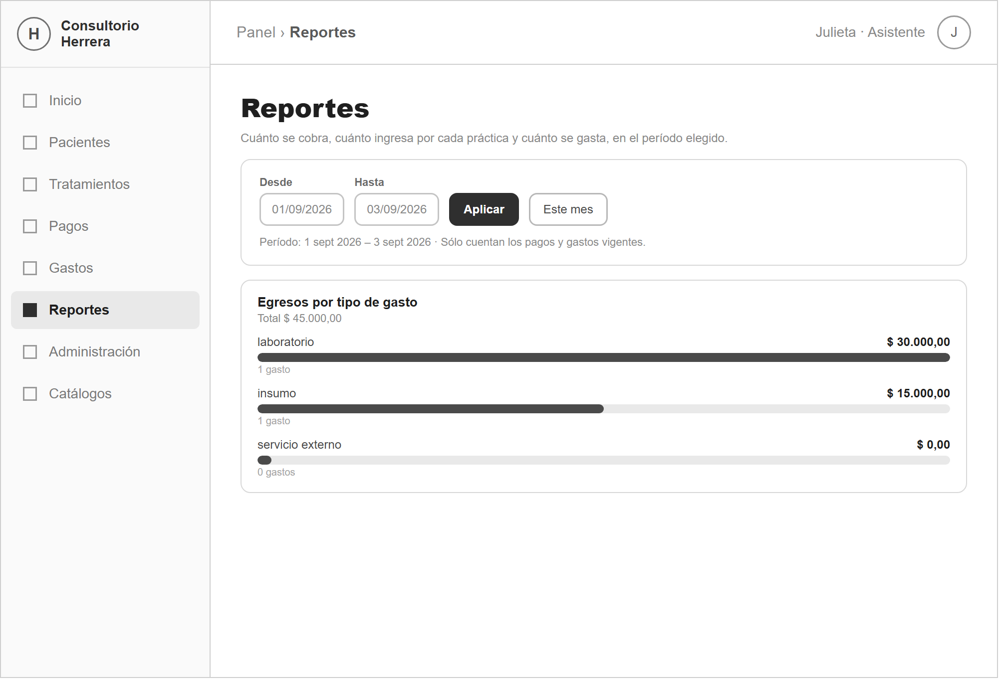 H
Consultorio
Herrera
Panel › Reportes
Julieta · Asistente
J
Inicio
Pacientes
Tratamientos
Pagos
Gastos
Reportes
Administración
Catálogos
Reportes
Cuánto se cobra, cuánto ingresa por cada práctica y cuánto se gasta, en el período elegido.
Desde
Hasta
01/09/2026
03/09/2026
Aplicar
Este mes
Período: 1 sept 2026 – 3 sept 2026 · Sólo cuentan los pagos y gastos vigentes.
Egresos por tipo de gasto
Total $ 45.000,00
laboratorio
$ 30.000,00
1 gasto
insumo
$ 15.000,00
1 gasto
servicio externo
$ 0,00
0 gastos